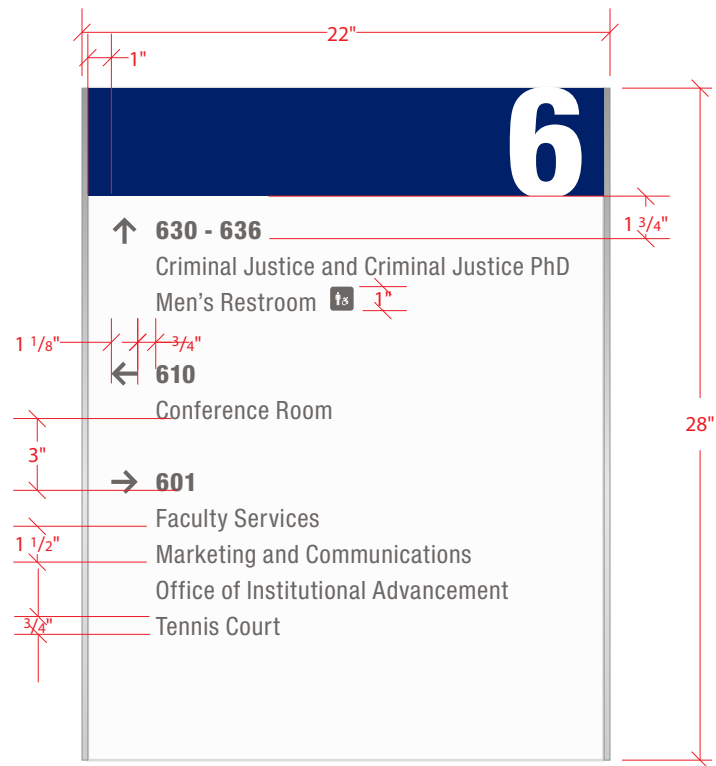 22"
1"
6
1 3/4"
630 - 636
Criminal Justice and Criminal Justice PhD
Men's Restroom
1"
1 1/8"
3/4"
610
Conference Room
28"
3"
601
Faculty Services
1 1/2"
Marketing and Communications
Office of Institutional Advancement
3/4"
Tennis Court